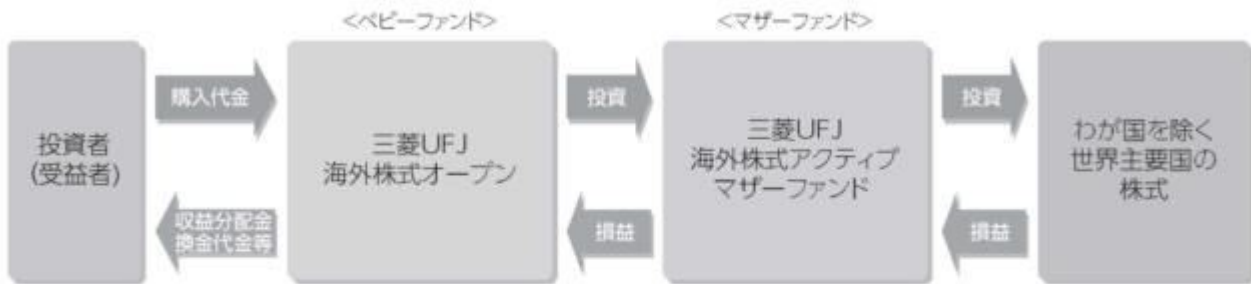 <ベビーファンド>
<マザーファンド>
投資者
(受益者)
購入代金
収益分配金
換金代金等
三菱UFJ
海外株式オープン
投資
損益
三菱UFJ
海外株式アクティブ
マザーファンド
投資
損益
わが国を除く
世界主要国の
株式